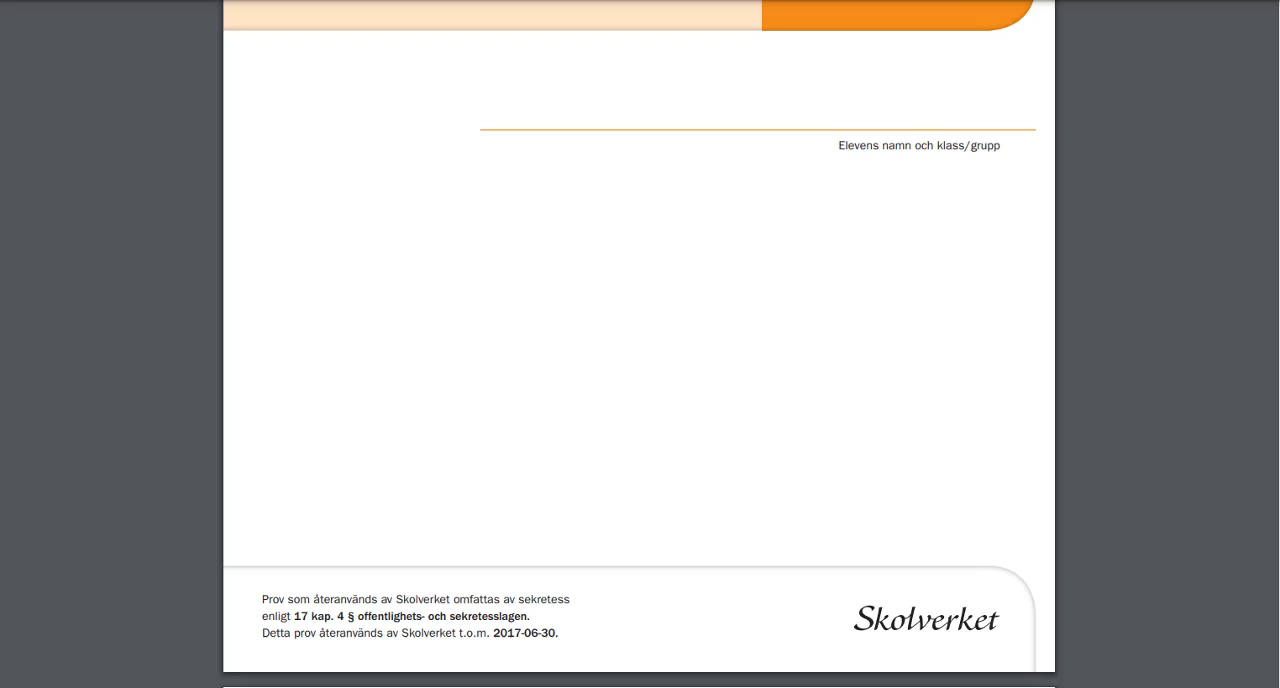 Elevens namn och klass/grupp
Prov som återanvänds av Skolverket omfattas av sekretess
enligt 17 kap. 4 § offentlighets- och sekretesslagen.
Detta prov återanvänds av Skolverket t.o.m. 2017-06-30.
Skolverket